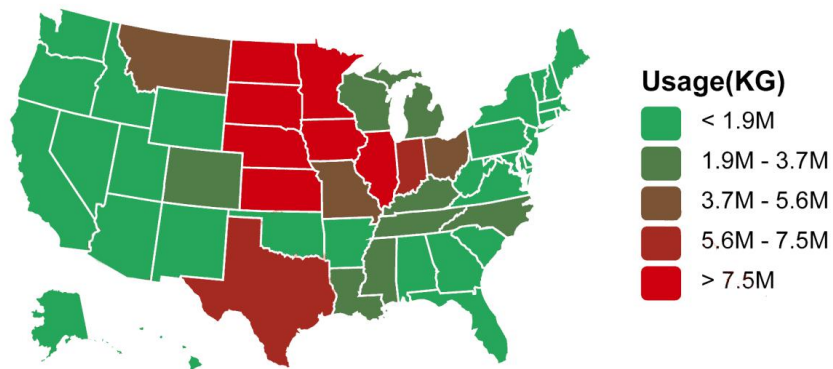 Usage(KG)
< 1.9M
1.9M - 3.7M
3.7M - 5.6M
5.6M - 7.5M
> 7.5M